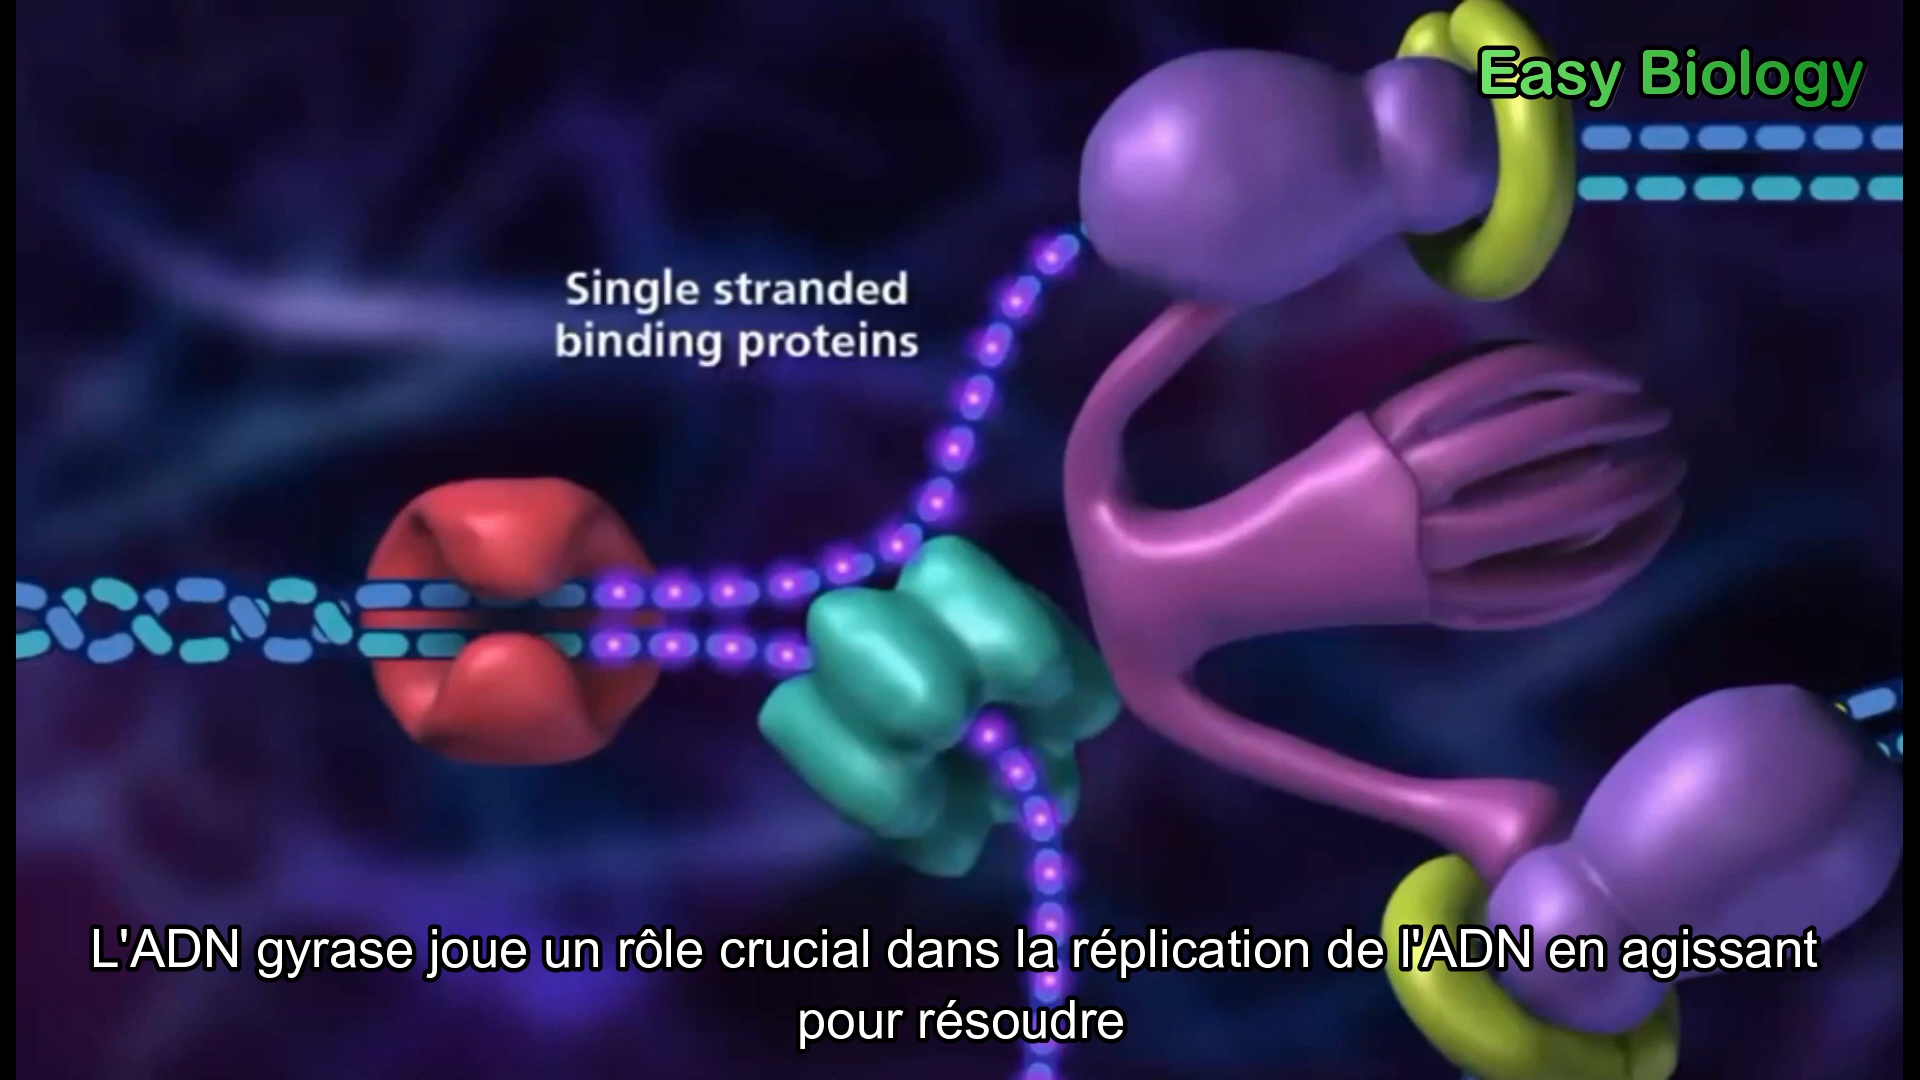 Easy Biology
Single stranded
binding proteins
L'ADN gyrase joue un rôle crucial dans la réplication de l'ADN en agissant
pour résoudre